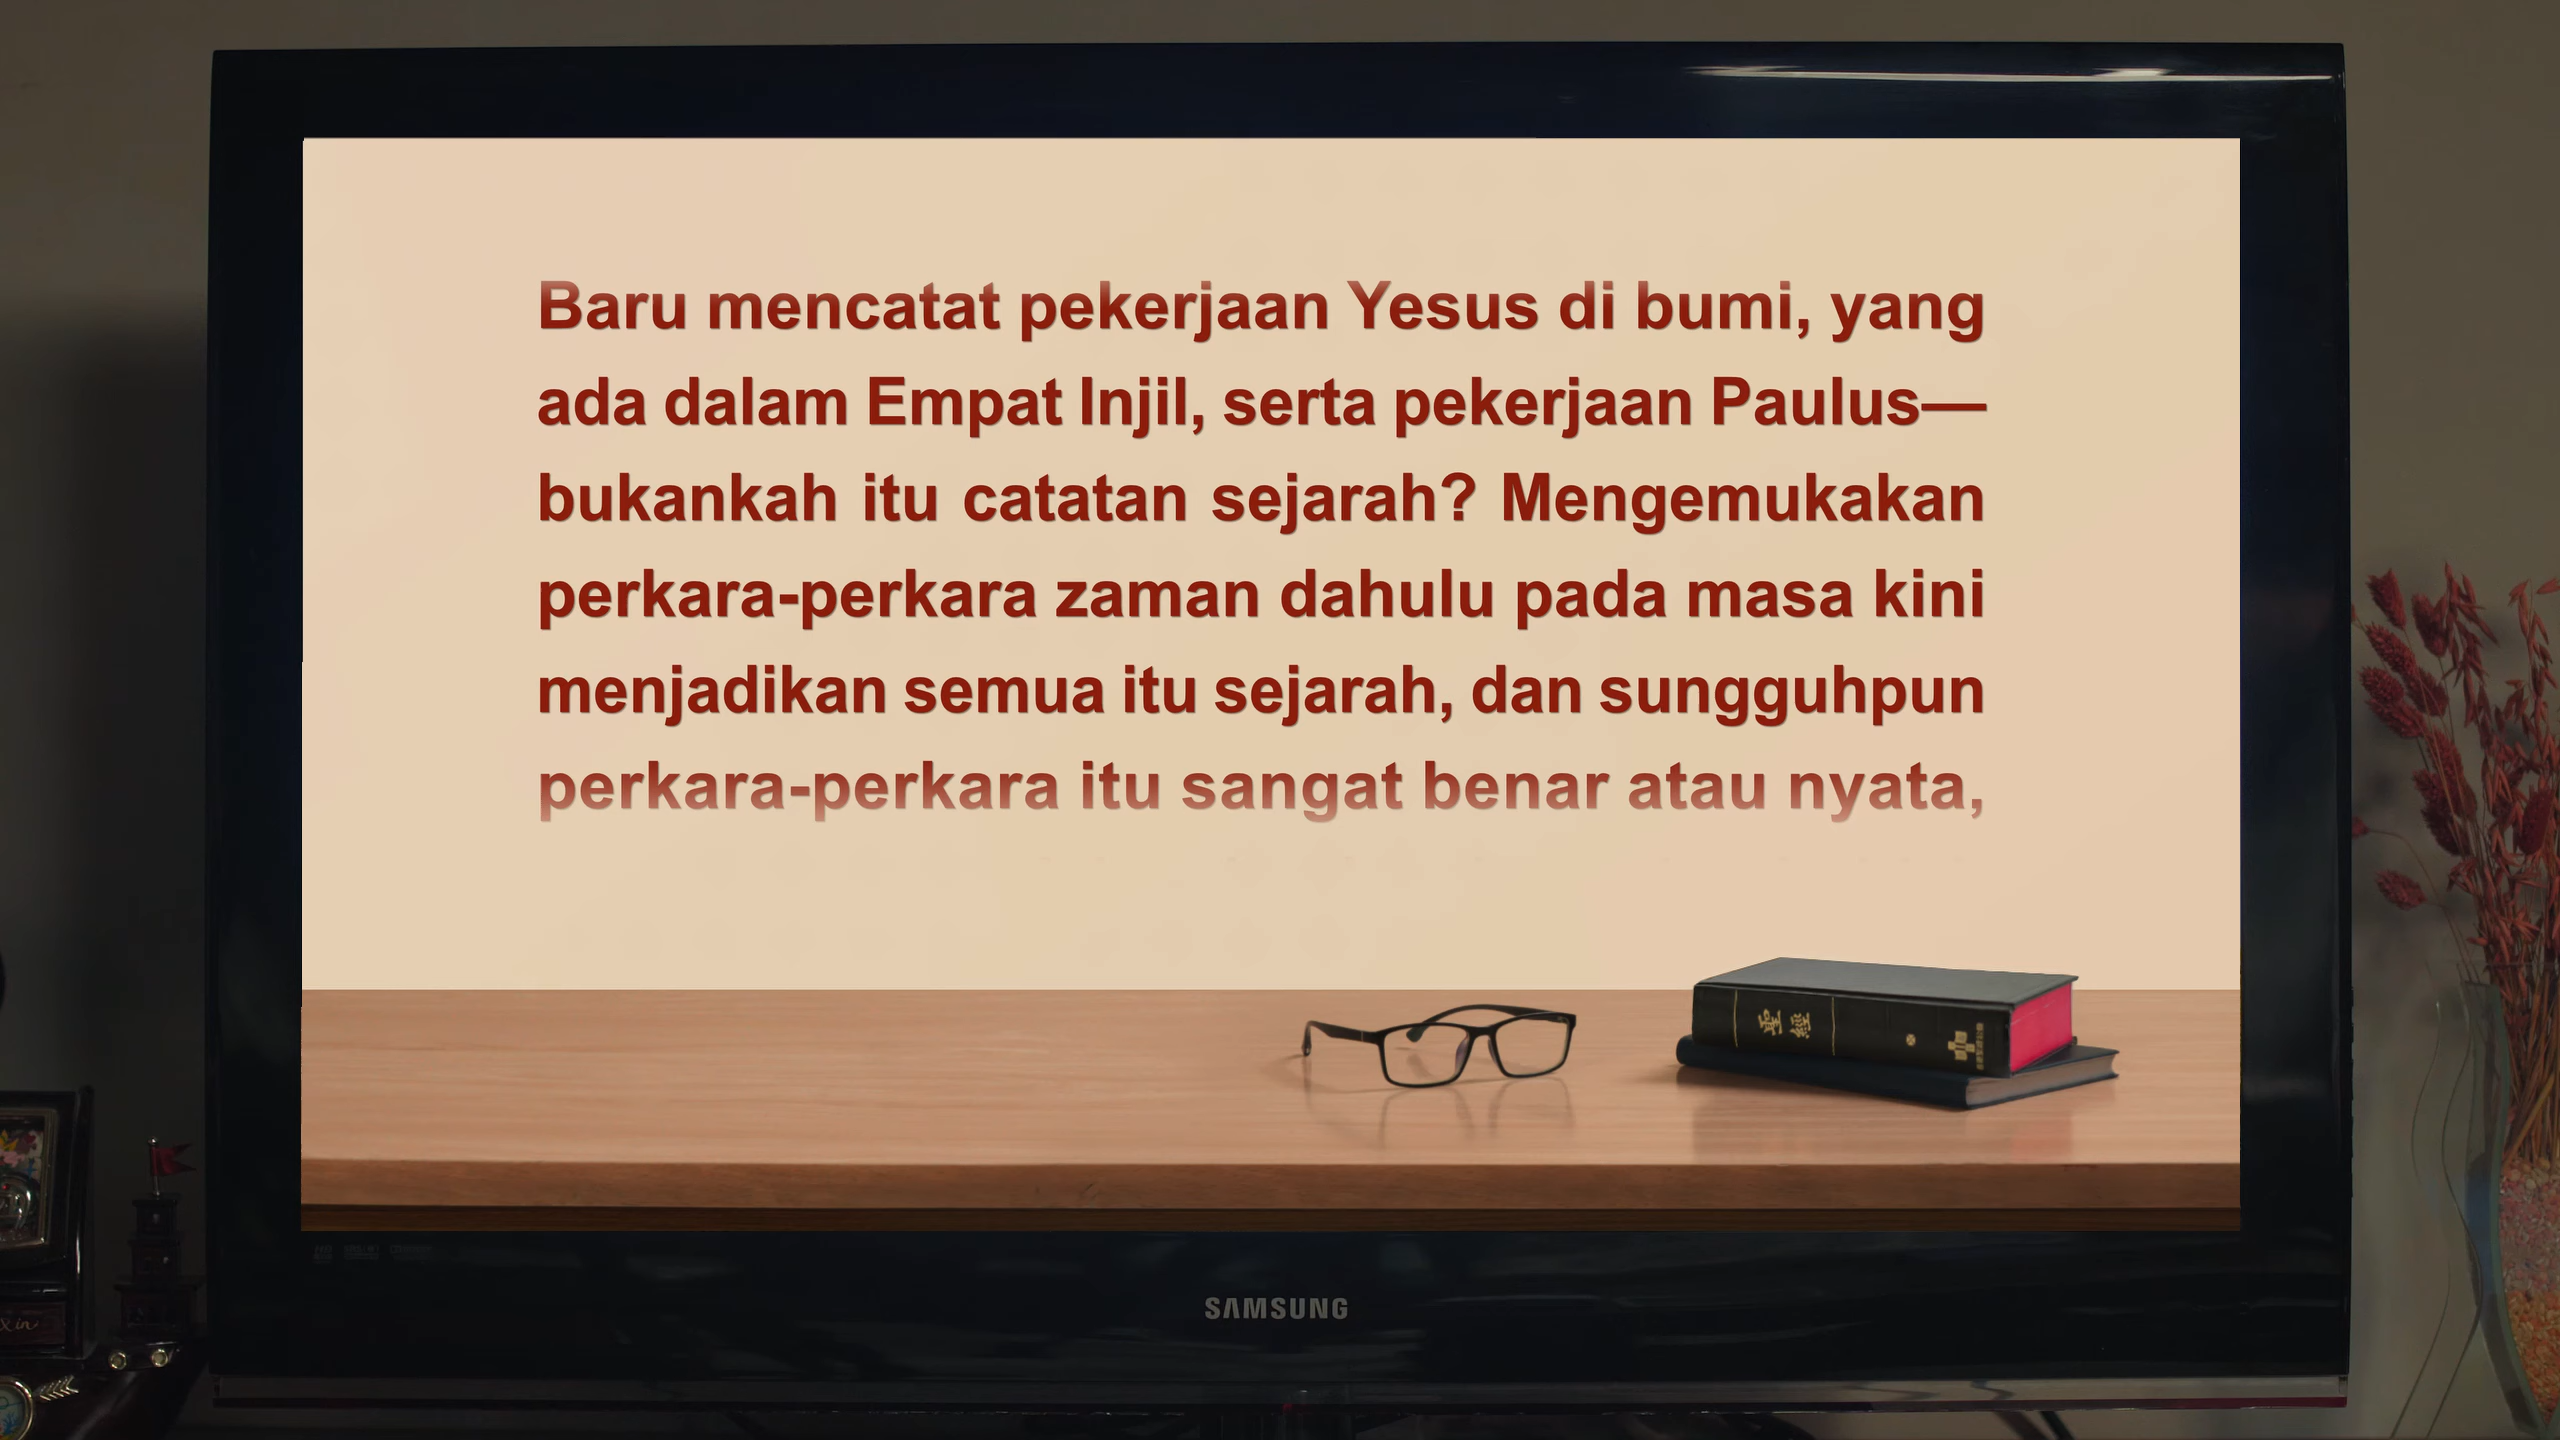 Baru mencatat pekerjaan Yesus di bumi, yang
ada dalam Empat Injil, serta pekerjaan Paulus—
bukankah itu catatan sejarah? Mengemukakan
perkara-perkara zaman dahulu pada masa kini
menjadikan semua itu sejarah, dan sungguhpun
perkara-perkara itu sangat benar atau nyata,
聖經
SAMSUNG